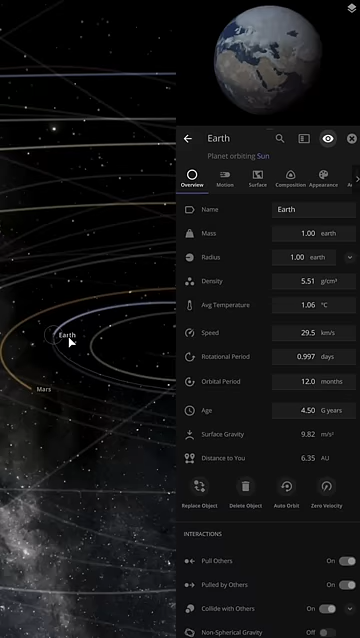 Earth
Planet orbiting Sun
Overview Motion Surface Composition Appearance
Name Earth
Mass 1.00 earth
Radius 1.00 earth
Density 5.51 g/cm³
Avg Temperature 1.06 °C
Speed 29.5 km/s
Rotational Period 0.997 days
Orbital Period 12.0 months
Age 4.50 G years
Surface Gravity 9.82 m/s²
Distance to You 6.35 AU
Replace Object Delete Object Auto Orbit Zero Velocity
INTERACTIONS
Pull Others On
Pulled by Others On
Collide with Others On
Non-Spherical Gravity Off
Earth
Mars